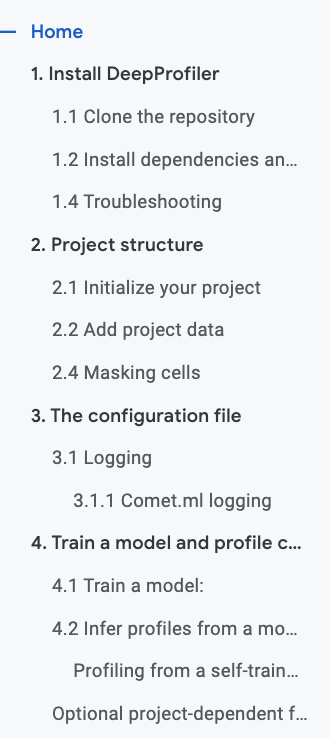 Home
1. Install DeepProfiler
1.1 Clone the repository
1.2 Install dependencies an...
1.4 Troubleshooting
2. Project structure
2.1 Initialize your project
2.2 Add project data
2.4 Masking cells
3. The configuration file
3.1 Logging
3.1.1 Comet.ml logging
4. Train a model and profile c...
4.1 Train a model:
4.2 Infer profiles from a mo...
Profiling from a self-train...
Optional project-dependent f...